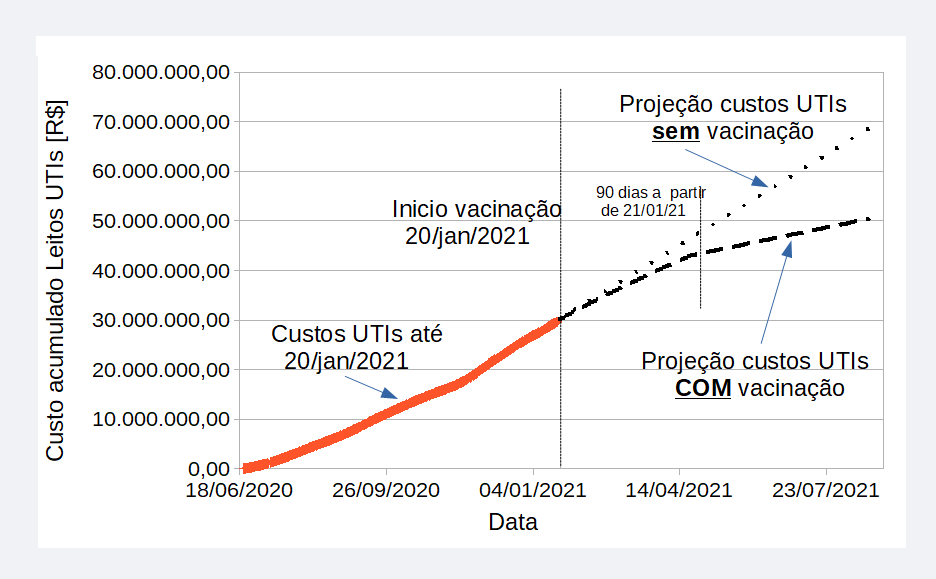 80.000.000,00
70.000.000,00
60.000.000,00
50.000.000,00
40.000.000,00
30.000.000,00
20.000.000,00
10.000.000,00
0,00
Custo acumulado Leitos UTIs [R$]
Projeção custos UTIs
sem vacinação
90 dias a  partir
de 21/01/21
Inicio vacinação
20/jan/2021
Custos UTIs até
20/jan/2021
Projeção custos UTIs
COM vacinação
18/06/2020
26/09/2020
04/01/2021
14/04/2021
23/07/2021
Data